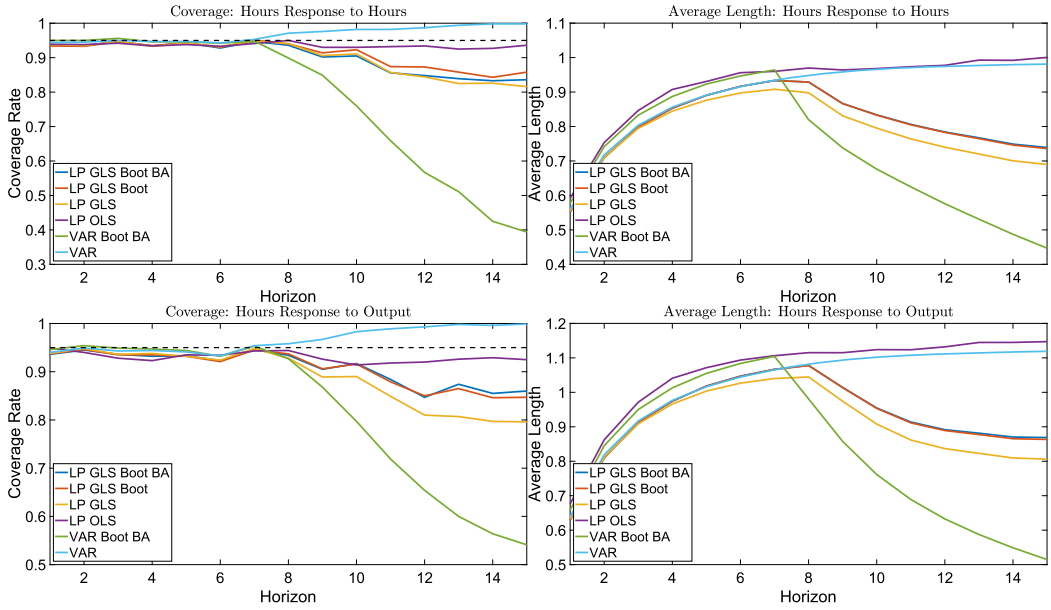 Coverage: Hours Response to Hours
1.1
1
0.9
0.8
0.7
0.6
0.5
0.4
0.3
Coverage Rate
LP GLS Boot BA
LP GLS Boot
LP GLS
LP OLS
VAR Boot BA
VAR
2 4 6 8 10 12 14
Horizon
Average Length: Hours Response to Hours
1.1
1
0.9
0.8
0.7
0.6
0.5
0.4
Average Length
LP GLS Boot BA
LP GLS Boot
LP GLS
LP OLS
VAR Boot BA
VAR
2 4 6 8 10 12 14
Horizon
Coverage: Hours Response to Output
1
0.9
0.8
0.7
0.6
0.5
Coverage Rate
LP GLS Boot BA
LP GLS Boot
LP GLS
LP OLS
VAR Boot BA
VAR
2 4 6 8 10 12 14
Horizon
Average Length: Hours Response to Output
1.2
1.1
1
0.9
0.8
0.7
0.6
0.5
Average Length
LP GLS Boot BA
LP GLS Boot
LP GLS
LP OLS
VAR Boot BA
VAR
2 4 6 8 10 12 14
Horizon